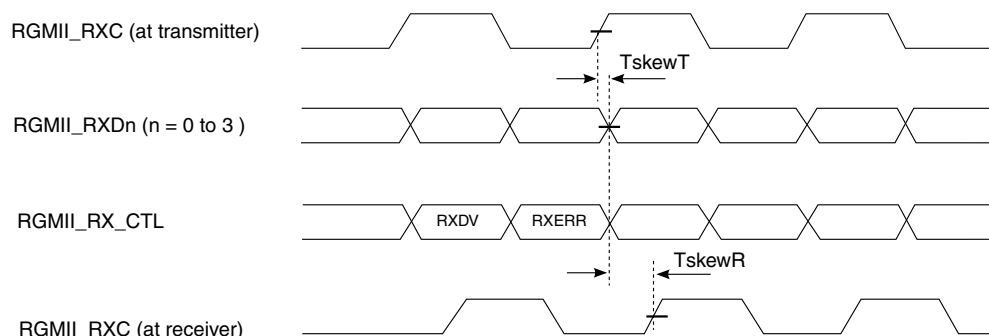 RGMII_RXC (at transmitter)
TskewT
RGMII_RXDn (n = 0 to 3 )
RGMII_RX_CTL
RXDV
RXERR
TskewR
RGMII_RXC (at receiver)